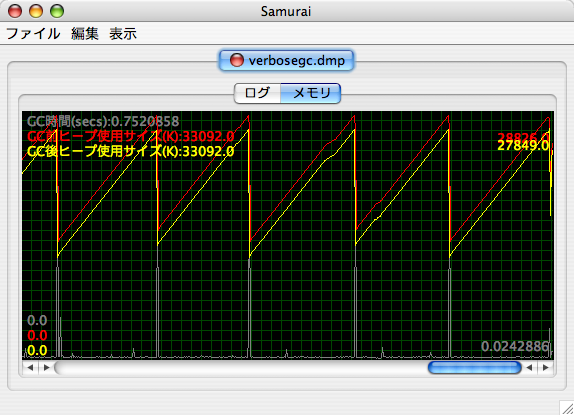 Samurai
ファイル 編集 表示
verbosegc.dmp
ログ メモリ
GC時間(secs):0.7520858
GC前ヒープ使用サイズ(K):33092.0
GC後ヒープ使用サイズ(K):33092.0
27849.0
0.0
0.0
0.0
0.0242886